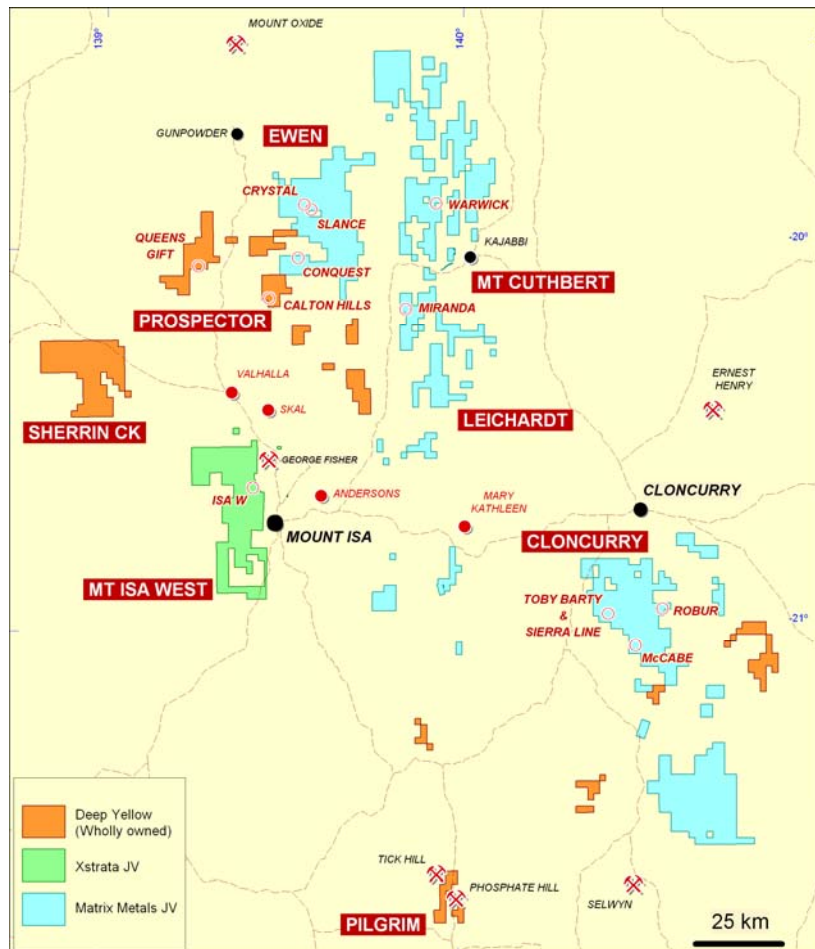 MOUNT OXIDE
139°
140°
GUNPOWDER
EWEN
CRYSTAL
SLANCE
WARWICK
QUEENS
GIFT
KAJABBI
-20°
CONQUEST
MT CUTHBERT
CALTON HILLS
MIRANDA
PROSPECTOR
VALHALLA
ERNEST
HENRY
SKAL
SHERRIN CK
LEICHARDT
GEORGE FISHER
ISA W
ANDERSONS
MARY
KATHLEEN
CLONCURRY
MOUNT ISA
CLONCURRY
MT ISA WEST
TOBY BARTY
&
SIERRA LINE
ROBUR
-21°
McCABE
Deep Yellow
(Wholly owned)
Xstrata JV
Matrix Metals JV
TICK HILL
PHOSPHATE HILL
SELWYN
PILGRIM
25 km